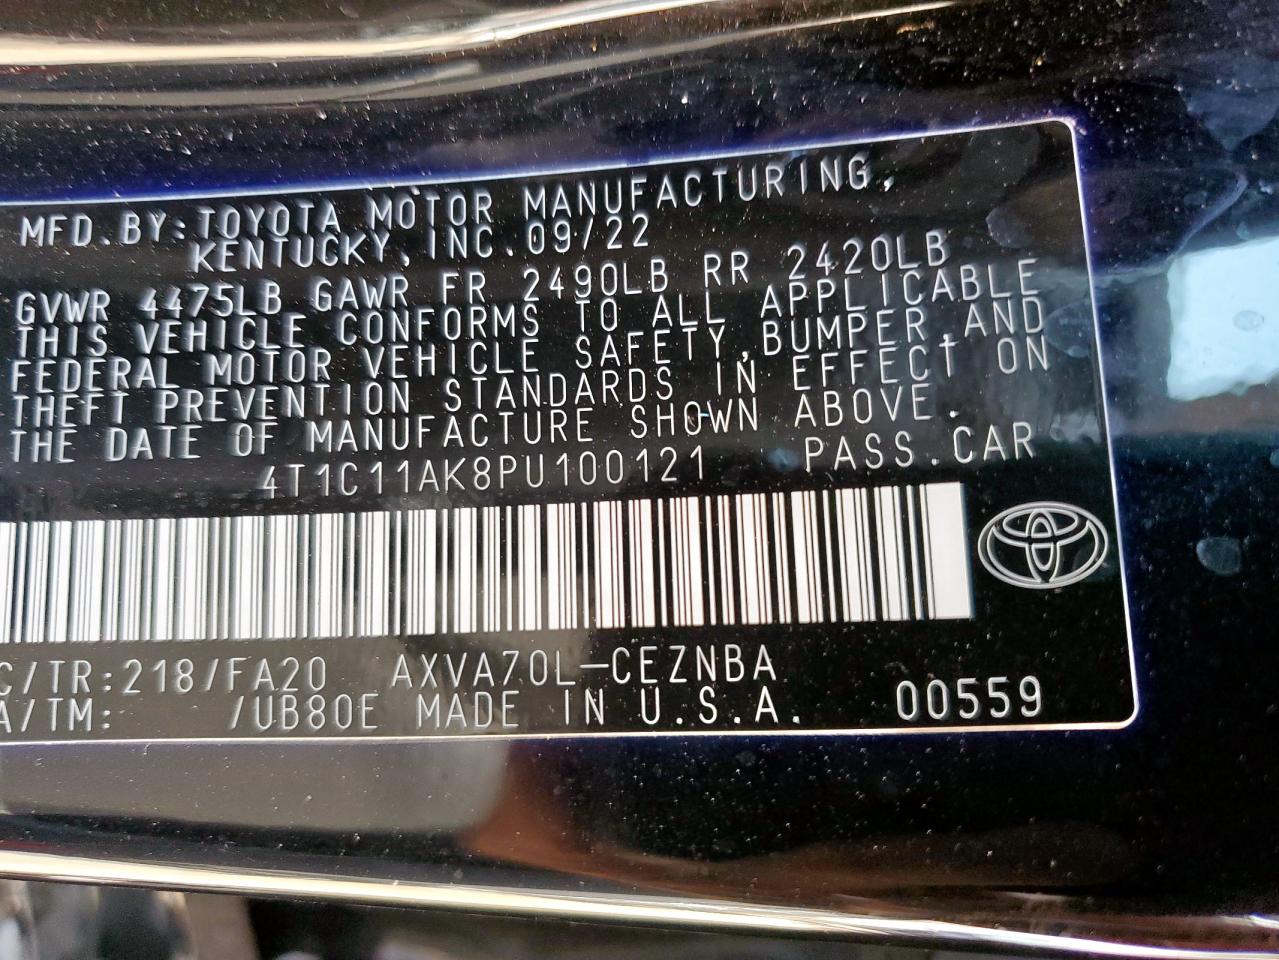 MFD.BY:TOYOTA MOTOR MANUFACTURING,
KENTUCKY, INC. 09/22
GVWR 4475LB GAWR FR 2490LB RR 2420LB
THIS VEHICLE CONFORMS TO ALL APPLICABLE
FEDERAL MOTOR VEHICLE SAFETY,BUMPER,AND
THEFT PREVENTION STANDARDS IN EFFECT ON
THE DATE OF MANUFACTURE SHOWN ABOVE.
4T1C11AK8PU100121 PASS.CAR
C/TR:218/FA20 AXVA70L-CEZNBA
A/TM: /UB80E MADE IN U.S.A. 00559